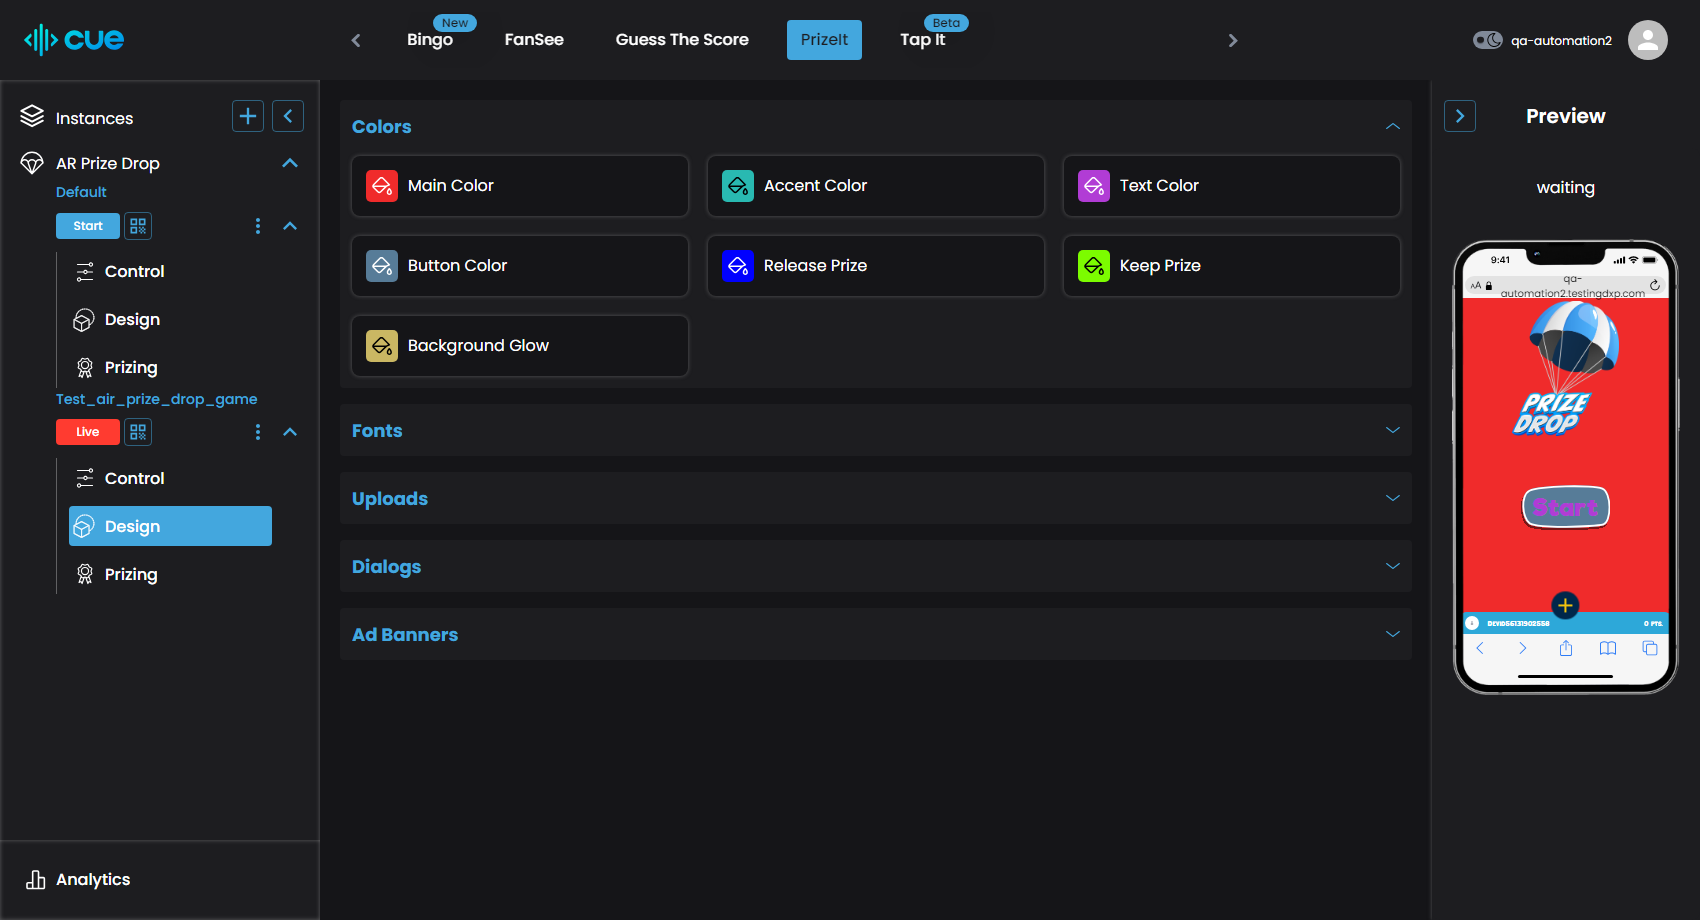 cue
New
Bingo
FanSee
Guess The Score
PrizeIt
Beta
Tap It
qa-automation2
Instances
AR Prize Drop
Default
Start
Control
Design
Prizing
Test_air_prize_drop_game
Live
Control
Design
Prizing
Analytics
Colors
Main Color
Accent Color
Text Color
Button Color
Release Prize
Keep Prize
Background Glow
Fonts
Uploads
Dialogs
Ad Banners
Preview
waiting
9:41
AA
qa-
automation2.testingdxp.com
PRIZE
DROP
Start
0 PTS.